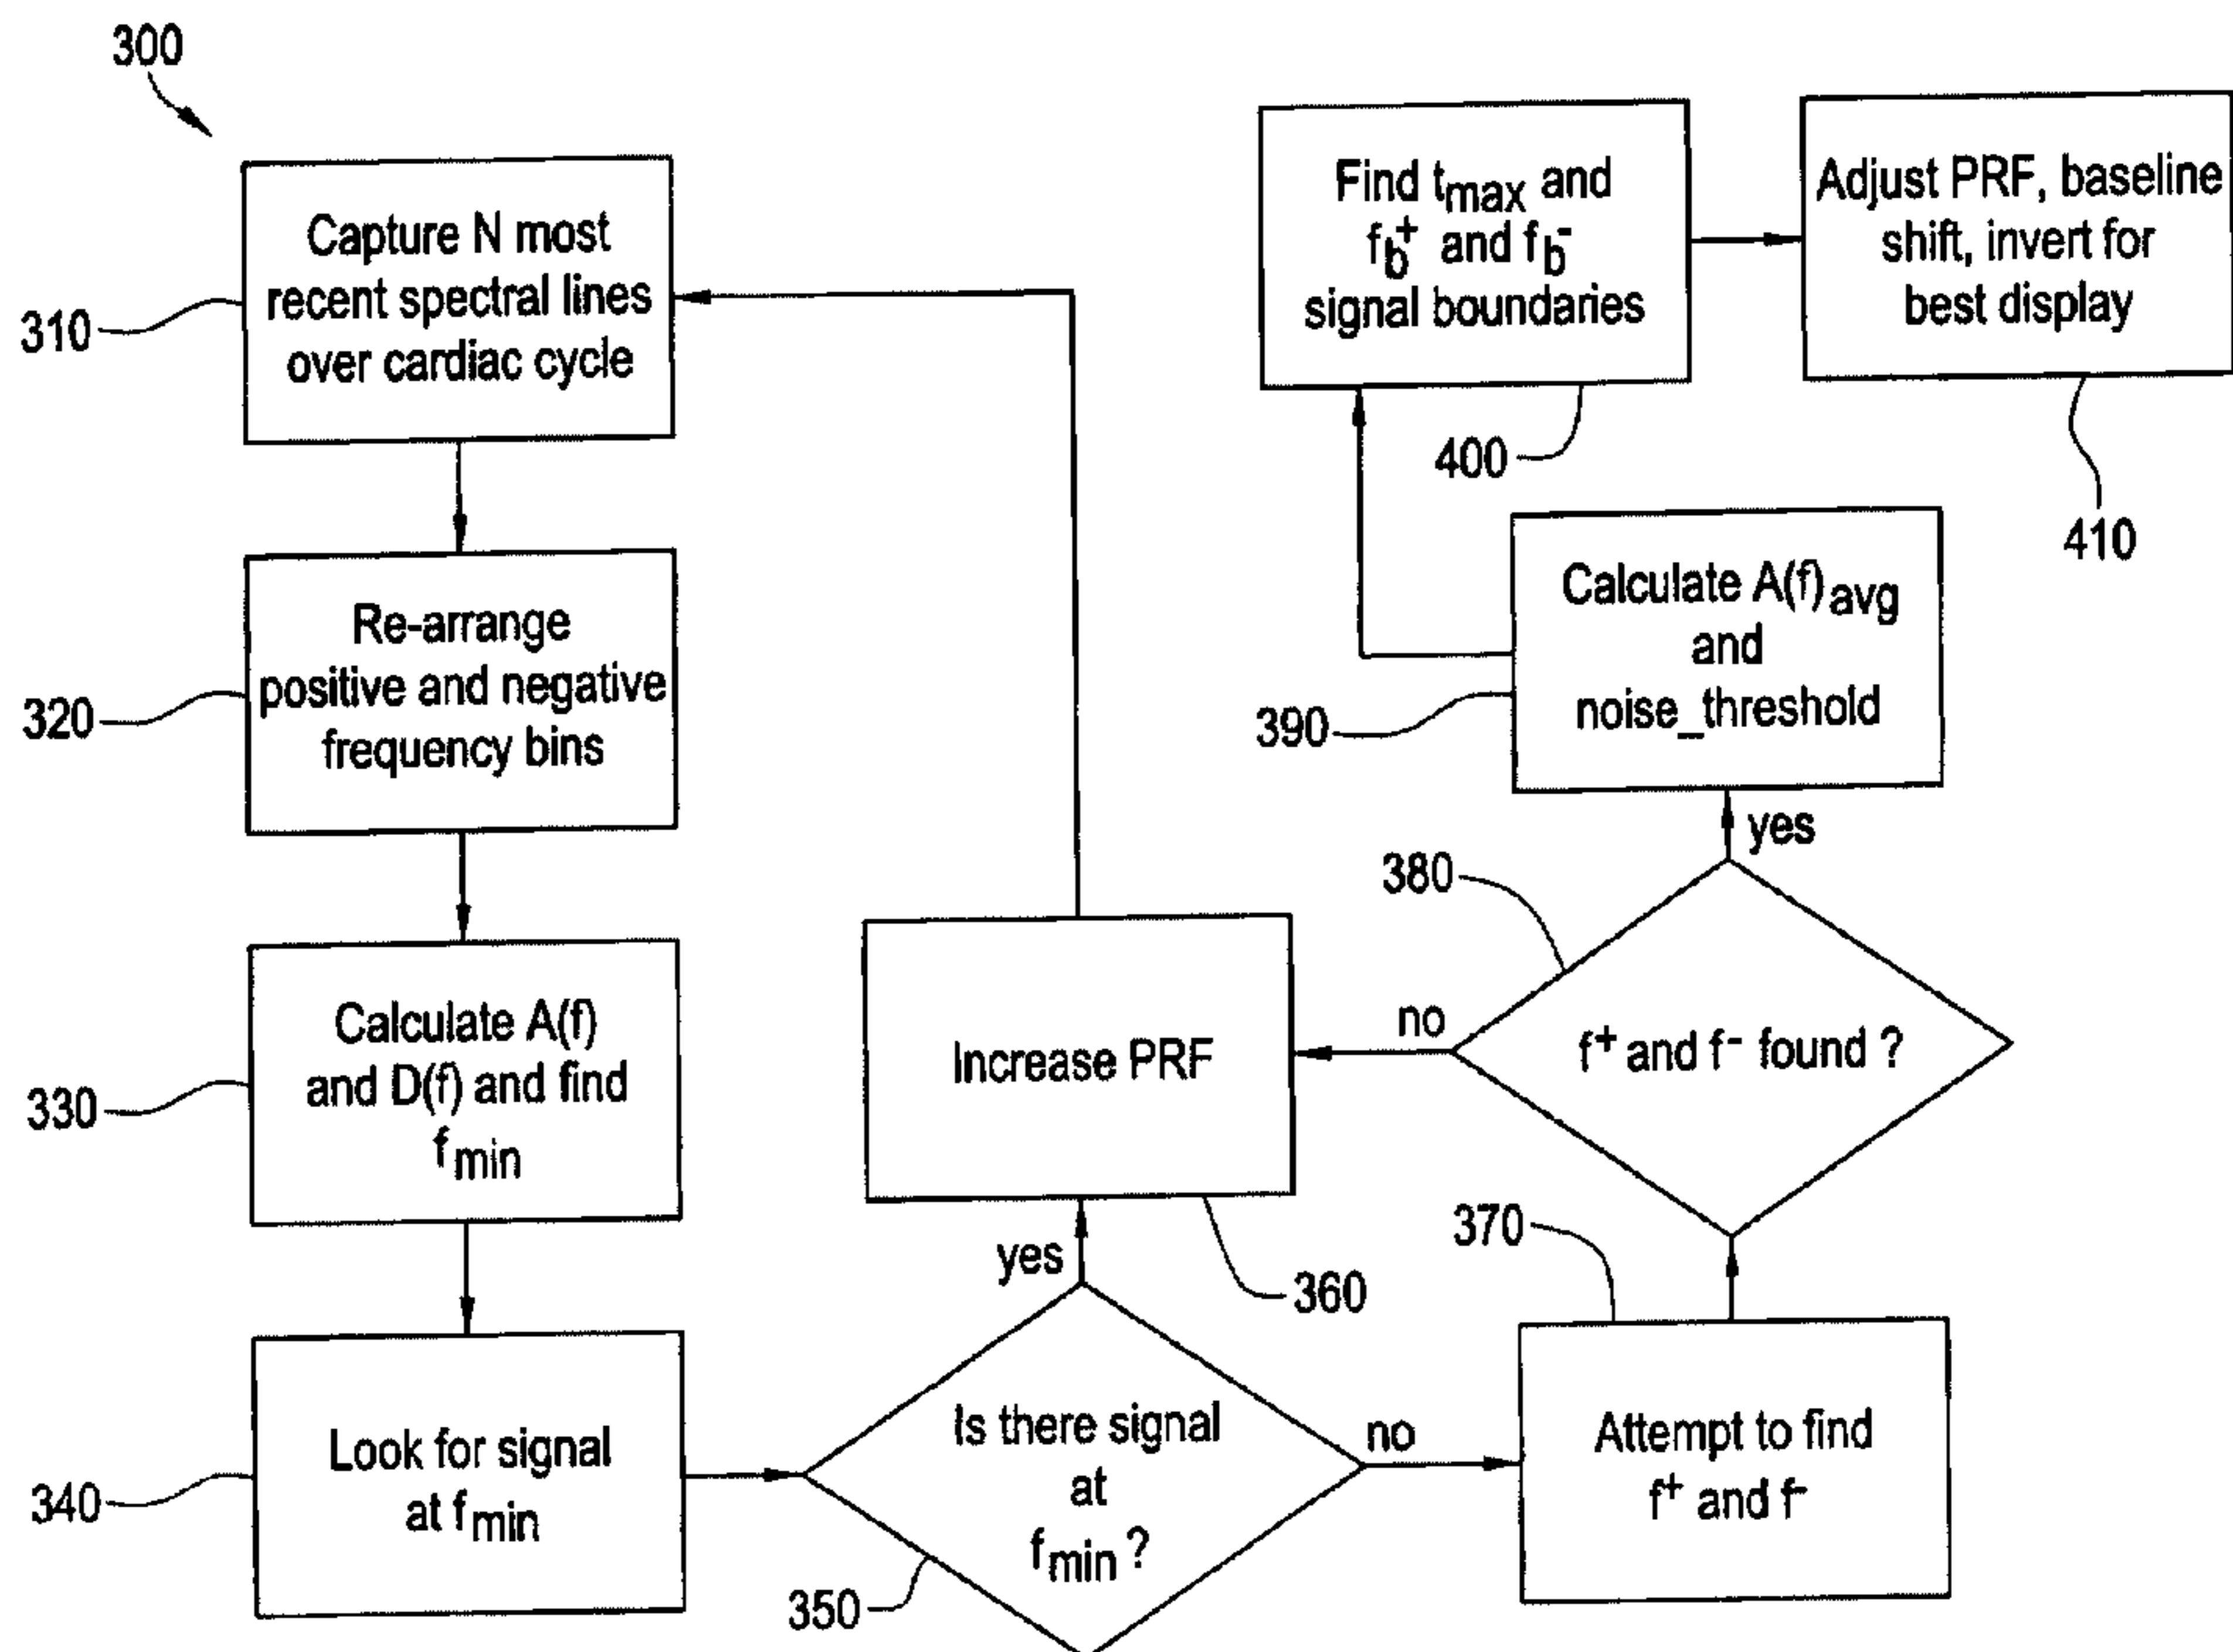 300
Capture N most
recent spectral lines
over cardiac cycle
310
Re-arrange
positive and negative
frequency bins
320
Calculate A(f)
and D(f) and find
fmin
330
Look for signal
at fmin
340
Is there signal
at
fmin ?
350
yes
no
Increase PRF
360
Attempt to find
f+ and f-
370
f+ and f- found ?
380
no
yes
Calculate A(f)avg
and
noise_threshold
390
Find tmax and
fb+ and fb-
signal boundaries
400
Adjust PRF, baseline
shift, invert for
best display
410